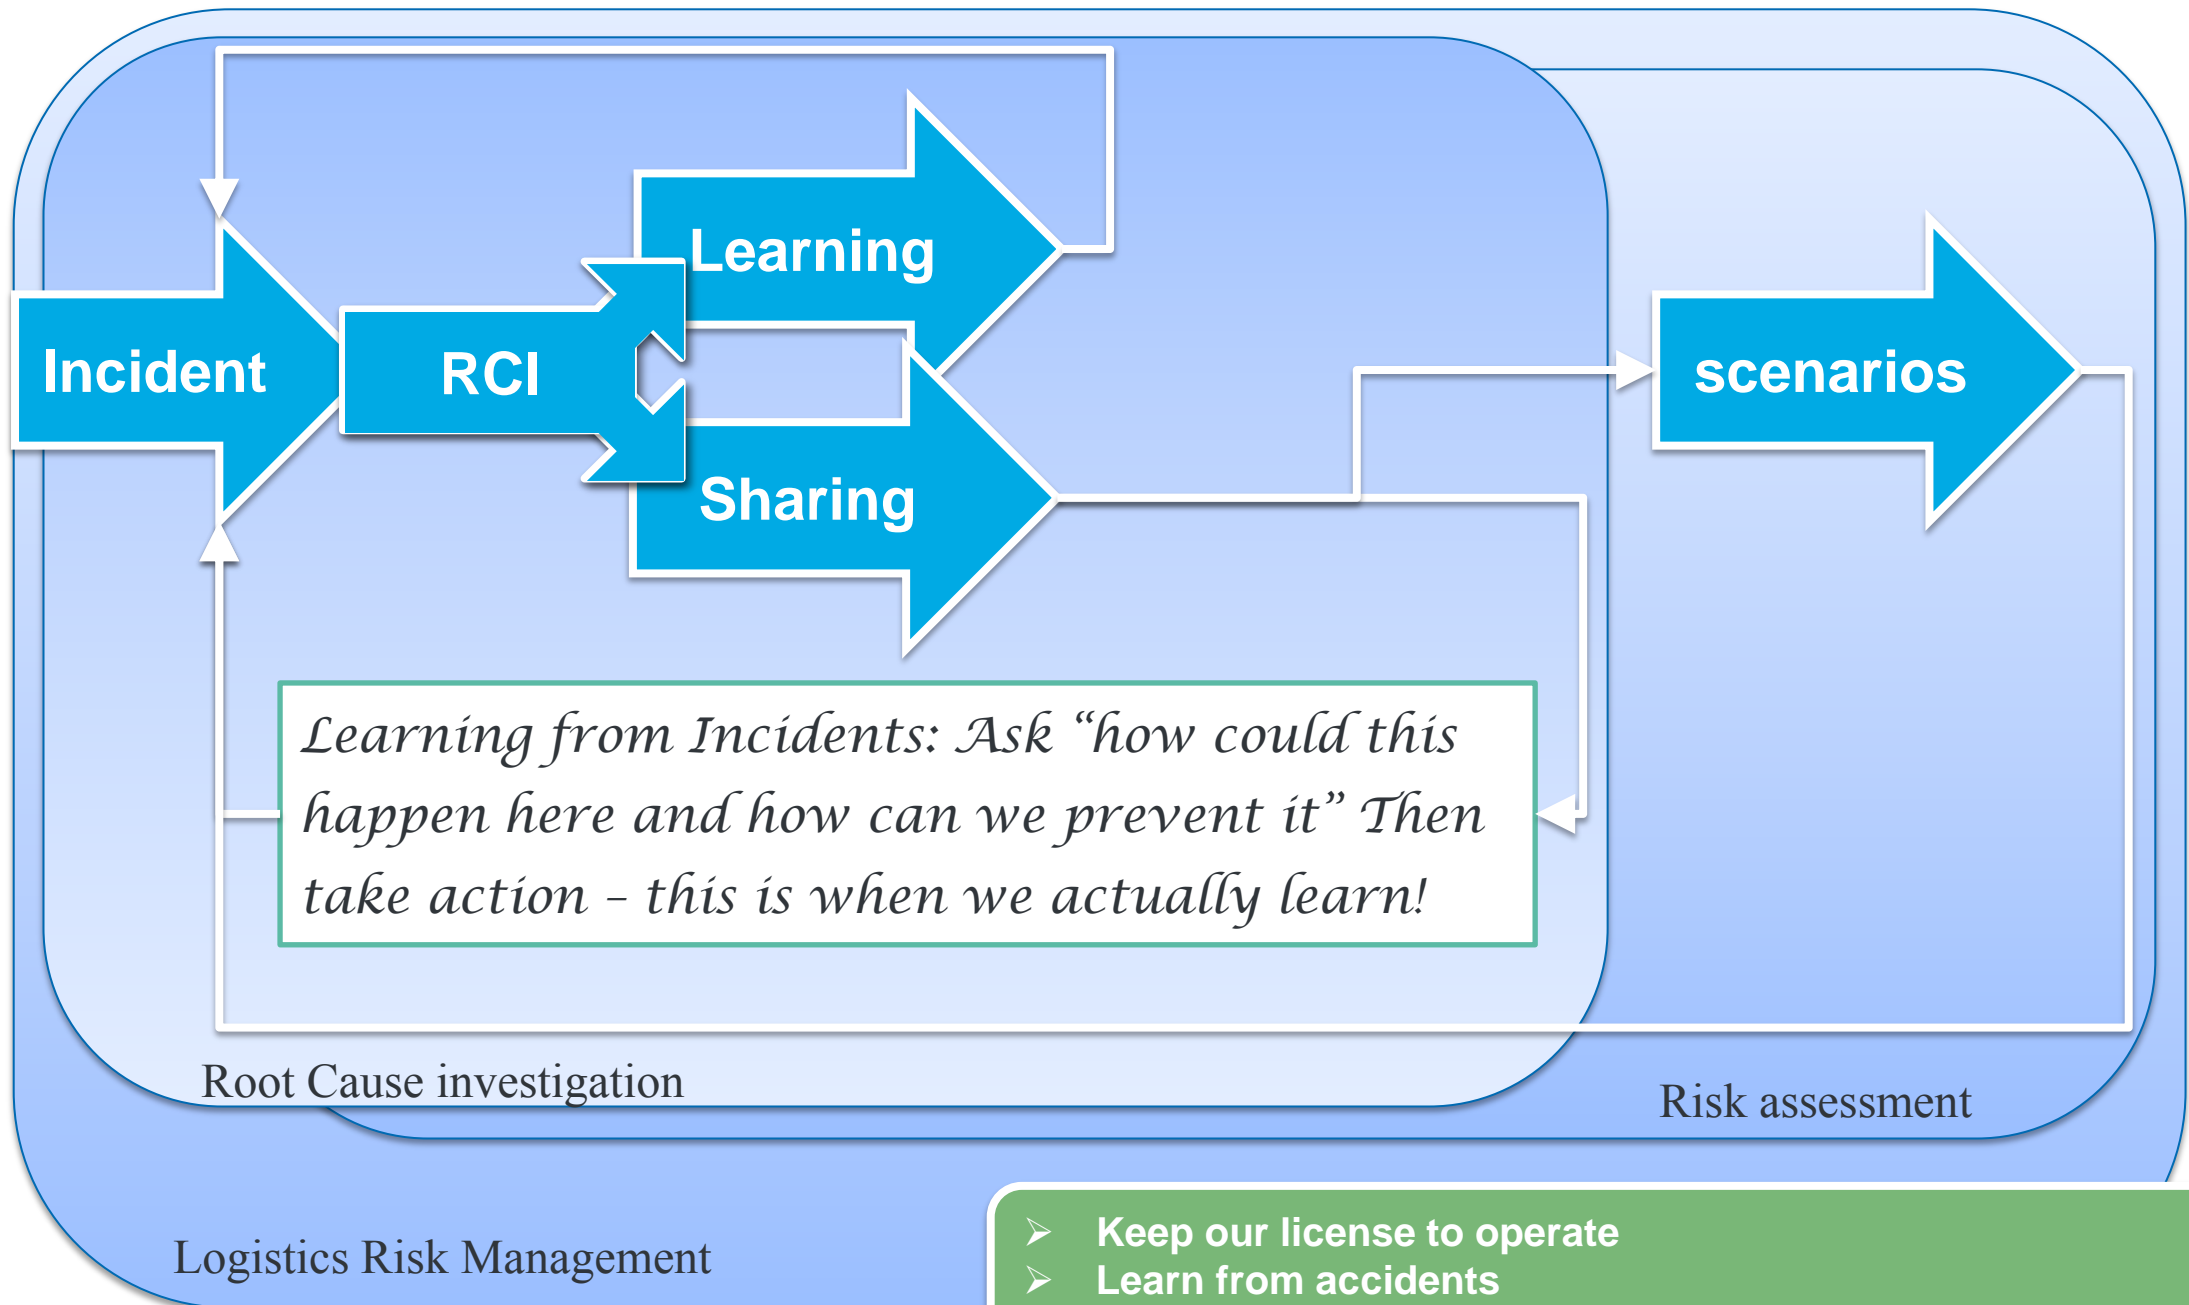 Learning
Incident
RCI
scenarios
Sharing
Learning from Incidents: Ask “how could this
happen here and how can we prevent it” Then
take action – this is when we actually learn!
Root Cause investigation
Risk assessment
Logistics Risk Management
➢ Keep our license to operate
➢ Learn from accidents